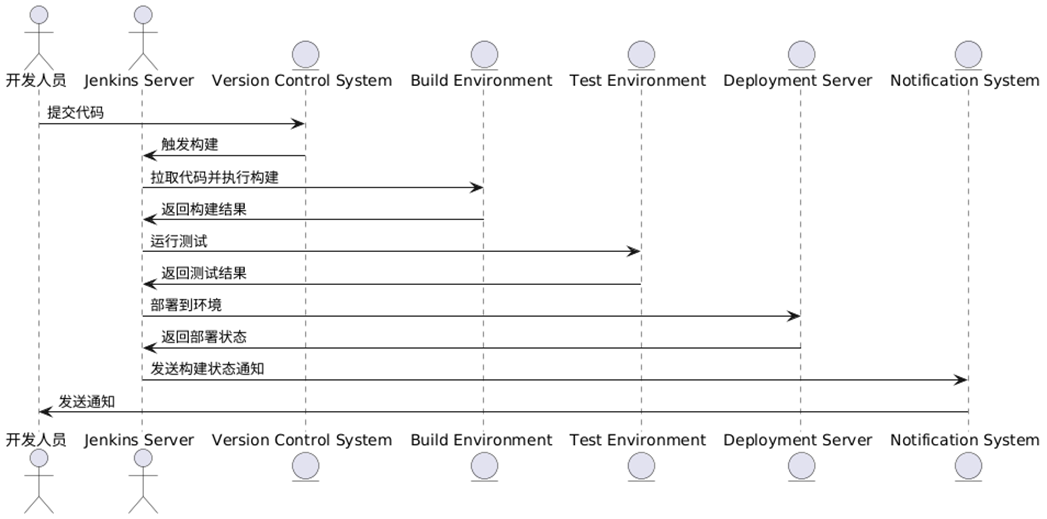 开发人员 Jenkins Server Version Control System Build Environment Test Environment Deployment Server Notification System
提交代码
触发构建
拉取代码并执行构建
返回构建结果
运行测试
返回测试结果
部署到环境
返回部署状态
发送构建状态通知
发送通知
开发人员 Jenkins Server Version Control System Build Environment Test Environment Deployment Server Notification System